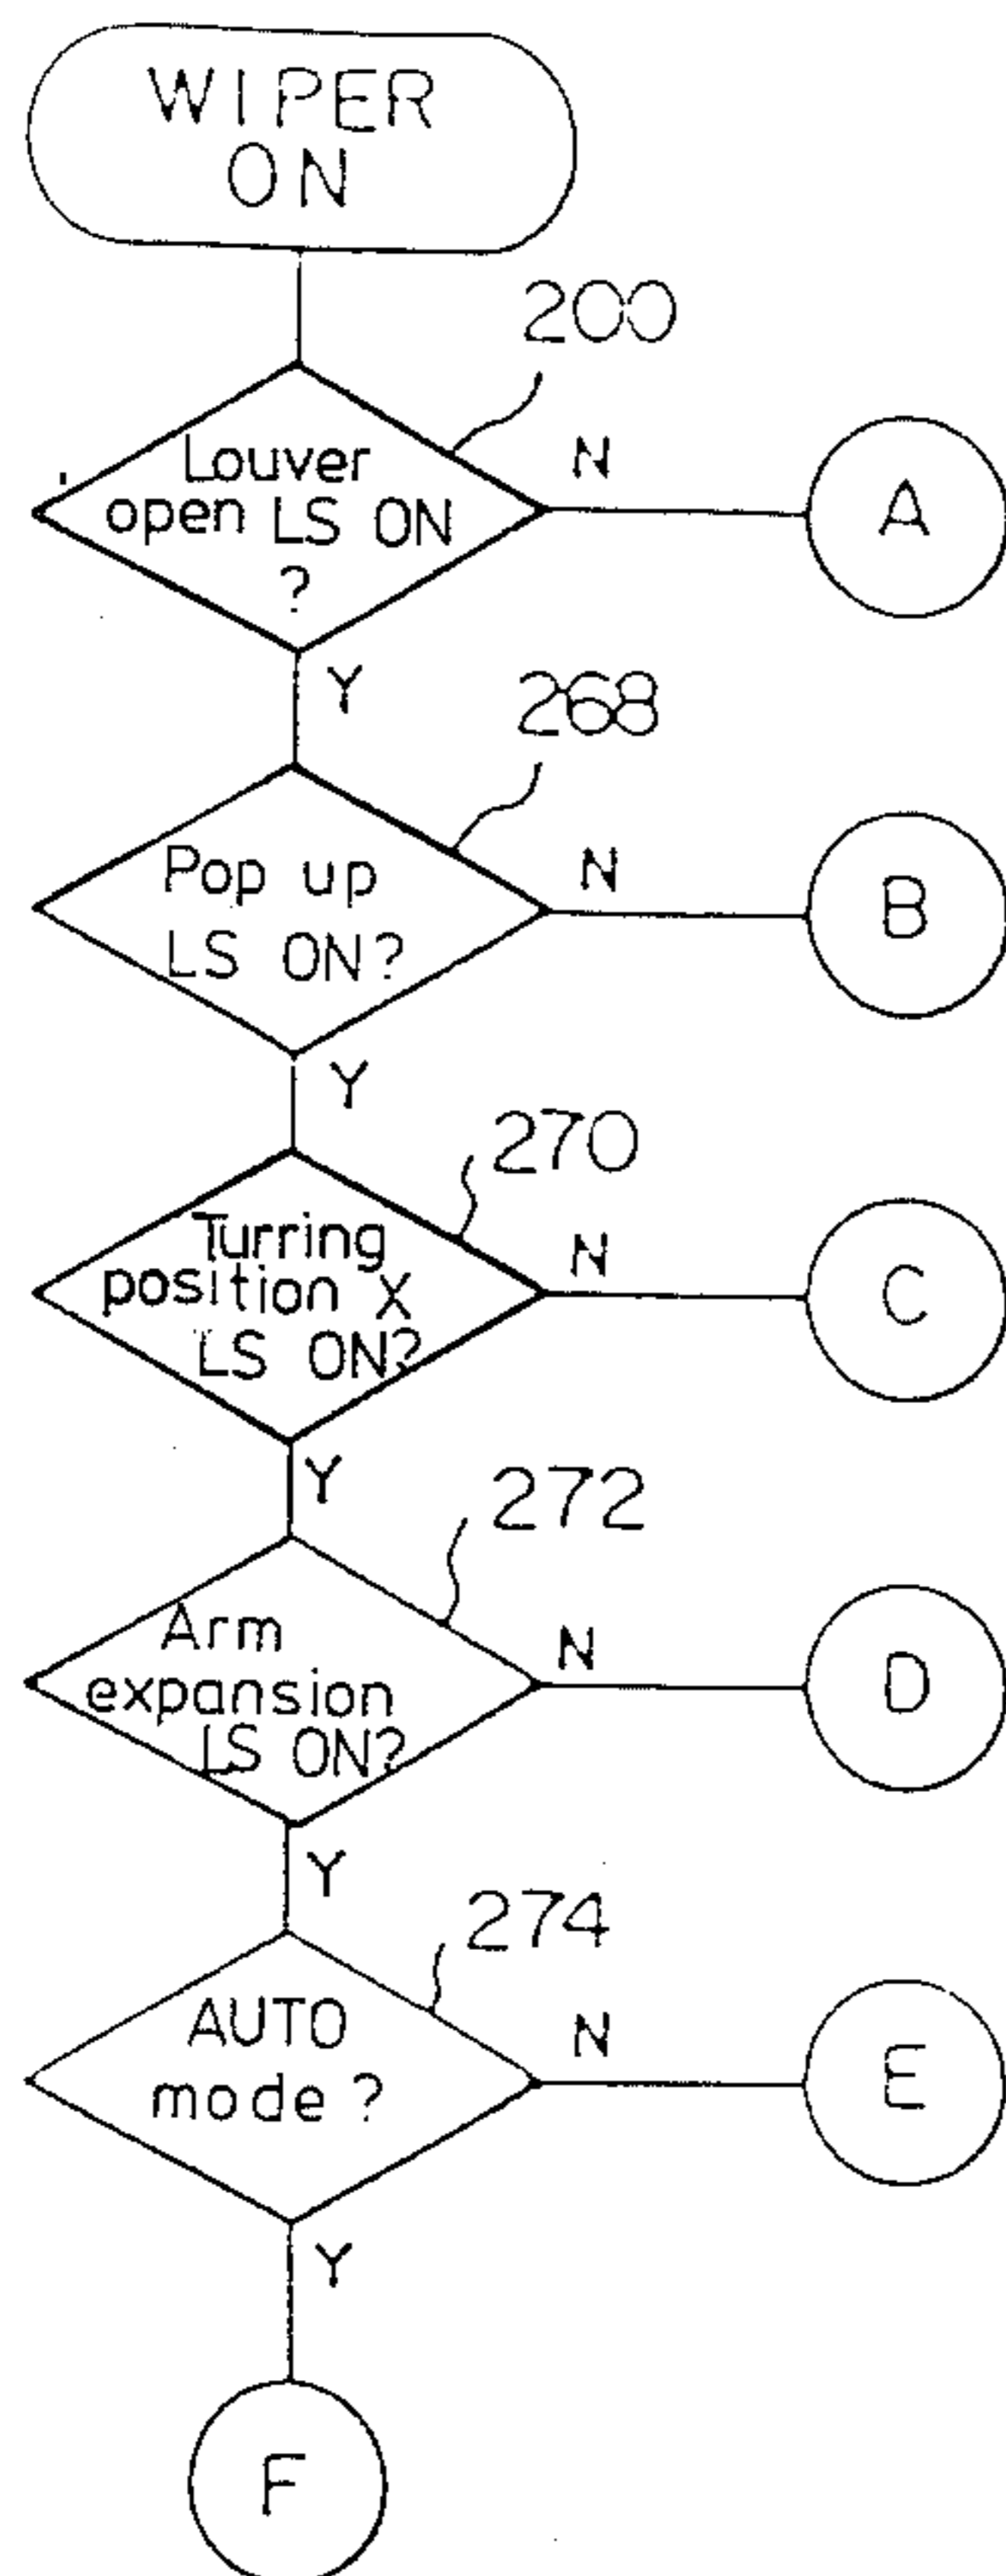 WIPER
ON
200
Louver
open LS ON
?
N
A
Y
268
Pop up
LS ON?
N
B
Y
270
Turring
position X
LS ON?
N
C
Y
272
Arm
expansion
LS ON?
N
D
Y
274
AUTO
mode ?
N
E
Y
F